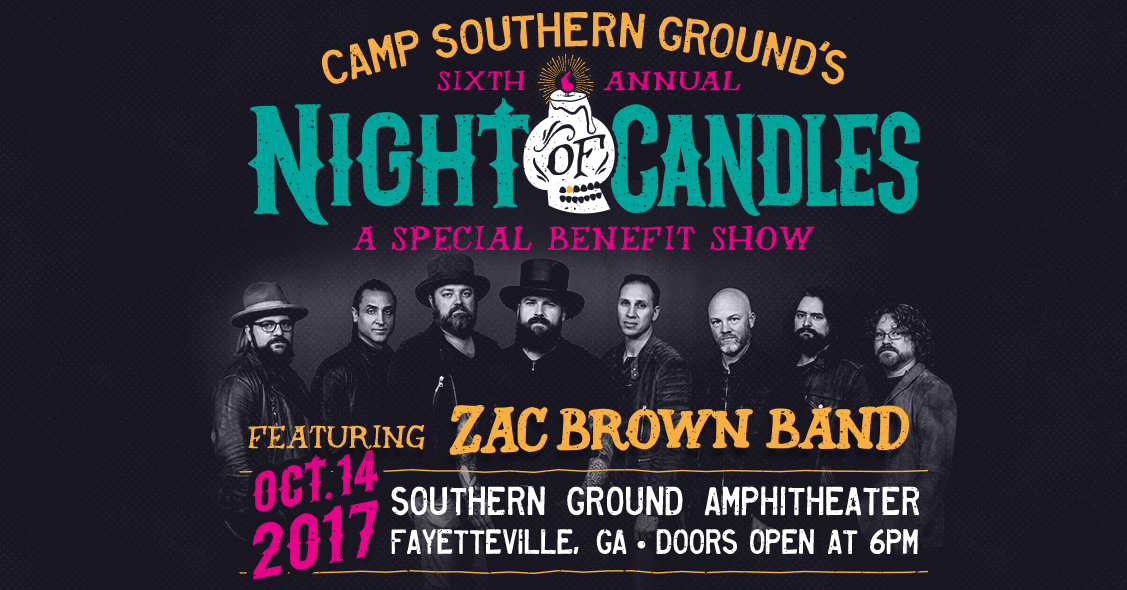 CAMP SOUTHERN GROUND'S
SIXTH ANNUAL
NIGHT OF CANDLES
A SPECIAL BENEFIT SHOW
FEATURING ZAC BROWN BAND
OCT. 14
2017
SOUTHERN GROUND AMPHITHEATER
FAYETTEVILLE, GA • DOORS OPEN AT 6PM